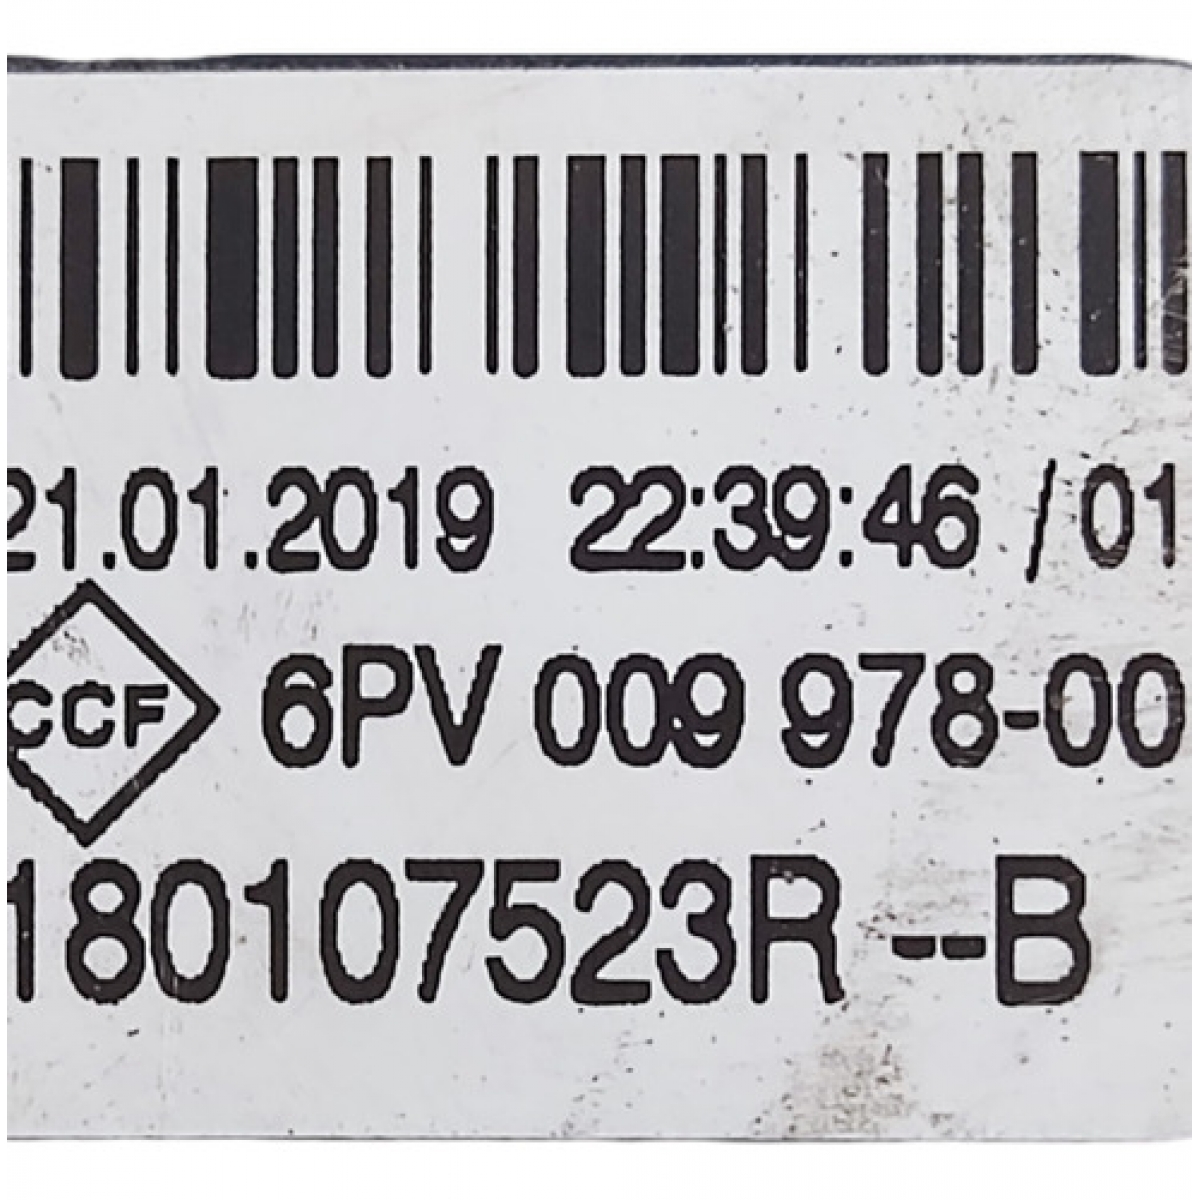 21.01.2019 22:39:46 /01
CCF 6PV 009 978-00
180107523R --B